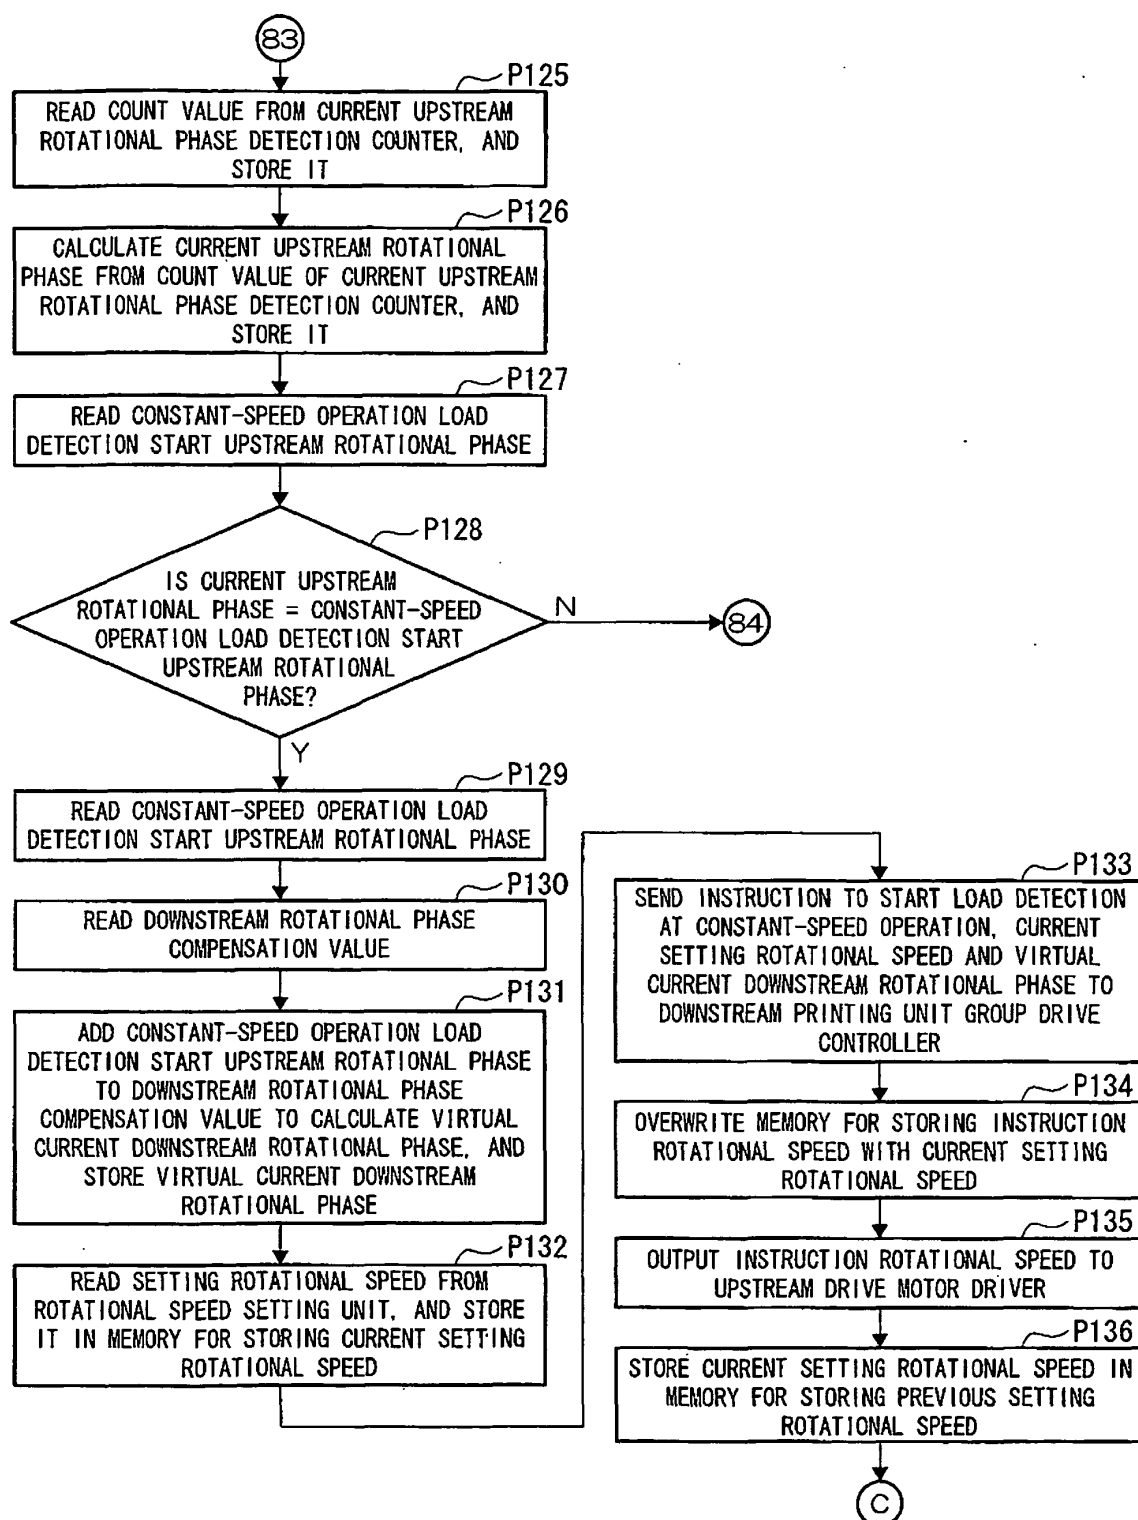 83
P125
READ COUNT VALUE FROM CURRENT UPSTREAM
ROTATIONAL PHASE DETECTION COUNTER, AND
STORE IT
P126
CALCULATE CURRENT UPSTREAM ROTATIONAL
PHASE FROM COUNT VALUE OF CURRENT UPSTREAM
ROTATIONAL PHASE DETECTION COUNTER, AND
STORE IT
P127
READ CONSTANT-SPEED OPERATION LOAD
DETECTION START UPSTREAM ROTATIONAL PHASE
P128
IS CURRENT UPSTREAM
ROTATIONAL PHASE = CONSTANT-SPEED
OPERATION LOAD DETECTION START
UPSTREAM ROTATIONAL
PHASE?
N
84
Y
P129
READ CONSTANT-SPEED OPERATION LOAD
DETECTION START UPSTREAM ROTATIONAL PHASE
P130
READ DOWNSTREAM ROTATIONAL PHASE
COMPENSATION VALUE
P131
ADD CONSTANT-SPEED OPERATION LOAD
DETECTION START UPSTREAM ROTATIONAL PHASE
TO DOWNSTREAM ROTATIONAL PHASE
COMPENSATION VALUE TO CALCULATE VIRTUAL
CURRENT DOWNSTREAM ROTATIONAL PHASE, AND
STORE VIRTUAL CURRENT DOWNSTREAM
ROTATIONAL PHASE
P132
READ SETTING ROTATIONAL SPEED FROM
ROTATIONAL SPEED SETTING UNIT, AND STORE
IT IN MEMORY FOR STORING CURRENT SETTING
ROTATIONAL SPEED
P133
SEND INSTRUCTION TO START LOAD DETECTION
AT CONSTANT-SPEED OPERATION, CURRENT
SETTING ROTATIONAL SPEED AND VIRTUAL
CURRENT DOWNSTREAM ROTATIONAL PHASE TO
DOWNSTREAM PRINTING UNIT GROUP DRIVE
CONTROLLER
P134
OVERWRITE MEMORY FOR STORING INSTRUCTION
ROTATIONAL SPEED WITH CURRENT SETTING
ROTATIONAL SPEED
P135
OUTPUT INSTRUCTION ROTATIONAL SPEED TO
UPSTREAM DRIVE MOTOR DRIVER
P136
STORE CURRENT SETTING ROTATIONAL SPEED IN
MEMORY FOR STORING PREVIOUS SETTING
ROTATIONAL SPEED
C